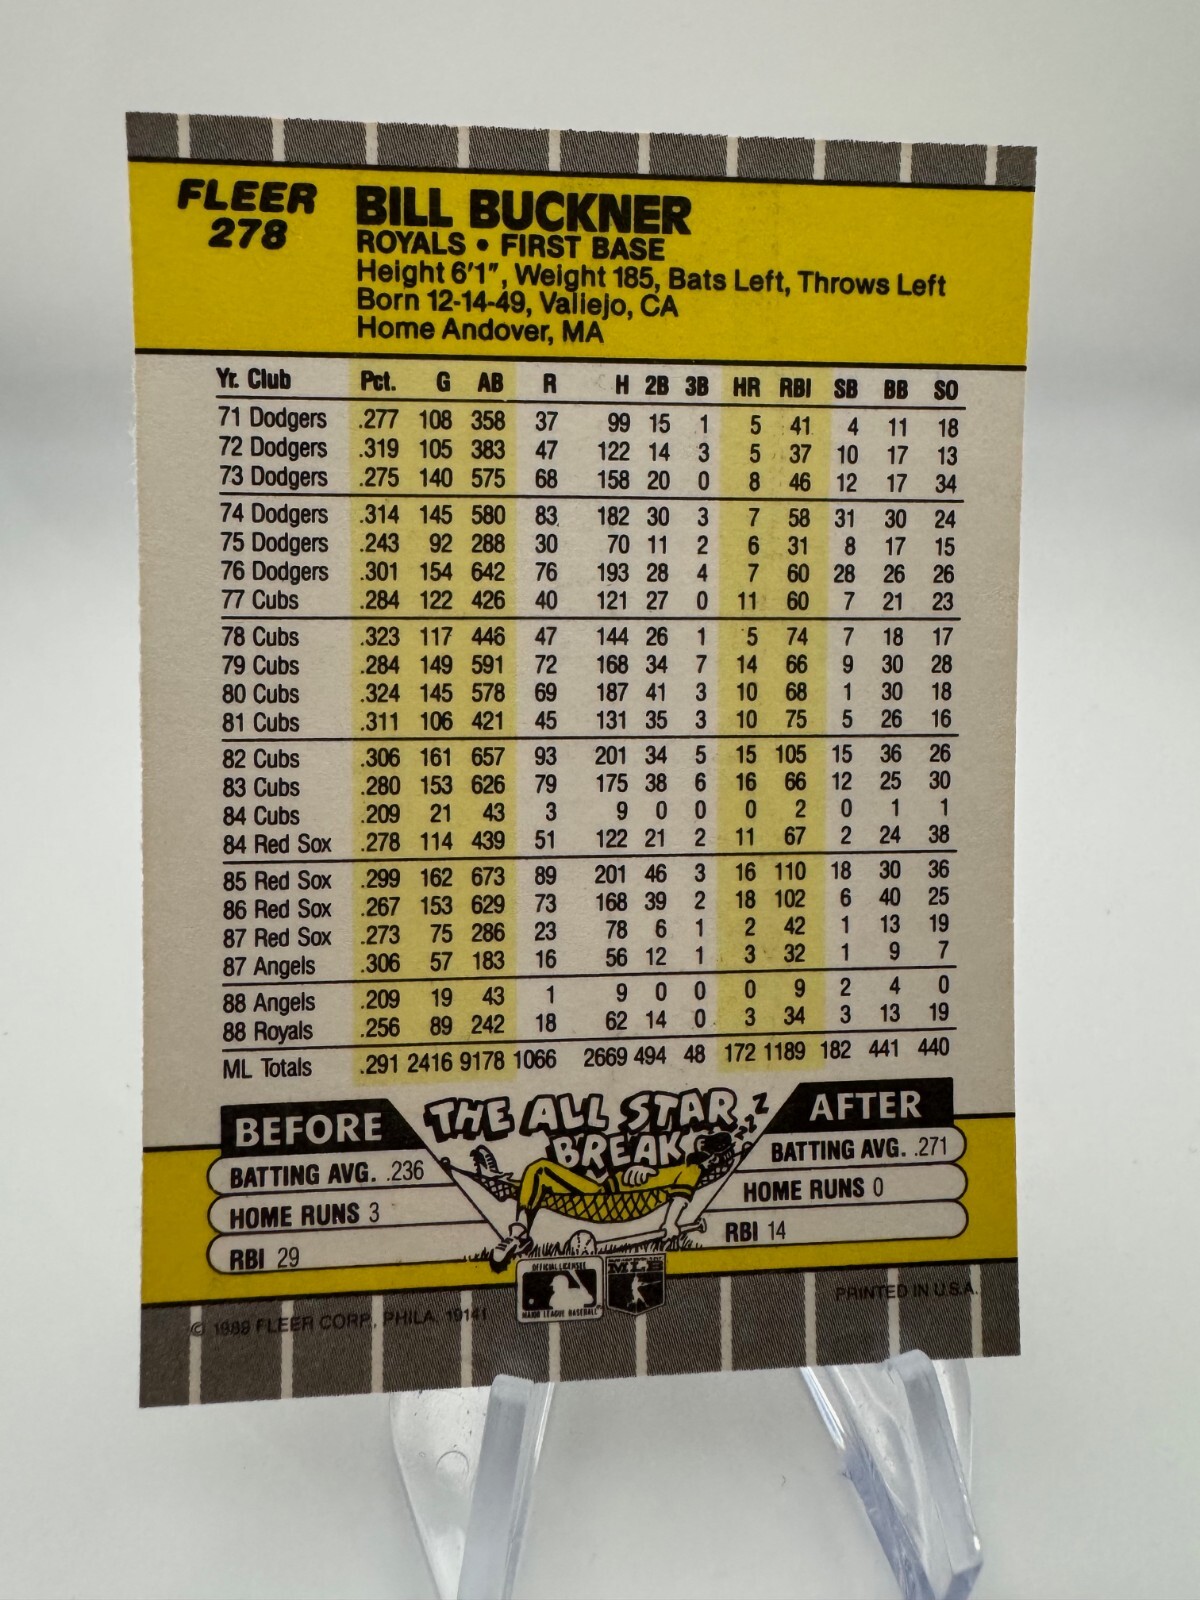 FLEER
278
BILL BUCKNER
ROYALS • FIRST BASE
Height 6'1", Weight 185, Bats Left, Throws Left
Born 12-14-49, Vallejo, CA
Home Andover, MA
Yr. Club Pct. G AB R H 2B 3B HR RBI SB BB SO
71 Dodgers .277 108 358 37 99 15 1 5 41 4 11 18
72 Dodgers .319 105 383 47 122 14 3 5 37 10 17 13
73 Dodgers .275 140 575 68 158 20 0 8 46 12 17 34
74 Dodgers .314 145 580 83 182 30 3 7 58 31 30 24
75 Dodgers .243 92 288 30 70 11 2 6 31 8 17 15
76 Dodgers .301 154 642 76 193 28 4 7 60 28 26 26
77 Cubs .284 122 426 40 121 27 0 11 60 7 21 23
78 Cubs .323 117 446 47 144 26 1 5 74 7 18 17
79 Cubs .284 149 591 72 168 34 7 14 66 9 30 28
80 Cubs .324 145 578 69 187 41 3 10 68 1 30 18
81 Cubs .311 106 421 45 131 35 3 10 75 5 26 16
82 Cubs .306 161 657 93 201 34 5 15 105 15 36 26
83 Cubs .280 153 626 79 175 38 6 16 66 12 25 30
84 Cubs .209 21 43 3 9 0 0 0 2 0 1 1
84 Red Sox .278 114 439 51 122 21 2 11 67 2 24 38
85 Red Sox .299 162 673 89 201 46 3 16 110 18 30 36
86 Red Sox .267 153 629 73 168 39 2 18 102 6 40 25
87 Red Sox .273 75 286 23 78 6 1 2 42 1 13 19
87 Angels .306 57 183 16 56 12 1 3 32 1 9 7
88 Angels .209 19 43 1 9 0 0 0 9 2 4 0
88 Royals .256 89 242 18 62 14 0 3 34 3 13 19
ML Totals .291 2416 9178 1066 2669 494 48 172 1189 182 441 440
BEFORE
BATTING AVG. .236
HOME RUNS 3
RBI 29
THE ALL STAR
BREAK
ZZZ
AFTER
BATTING AVG. .271
HOME RUNS 0
RBI 14
OFFICIAL LICENSEE
MAJOR LEAGUE BASEBALL
MLB
© 1989 FLEER CORP., PHILA. 19141
PRINTED IN U.S.A.